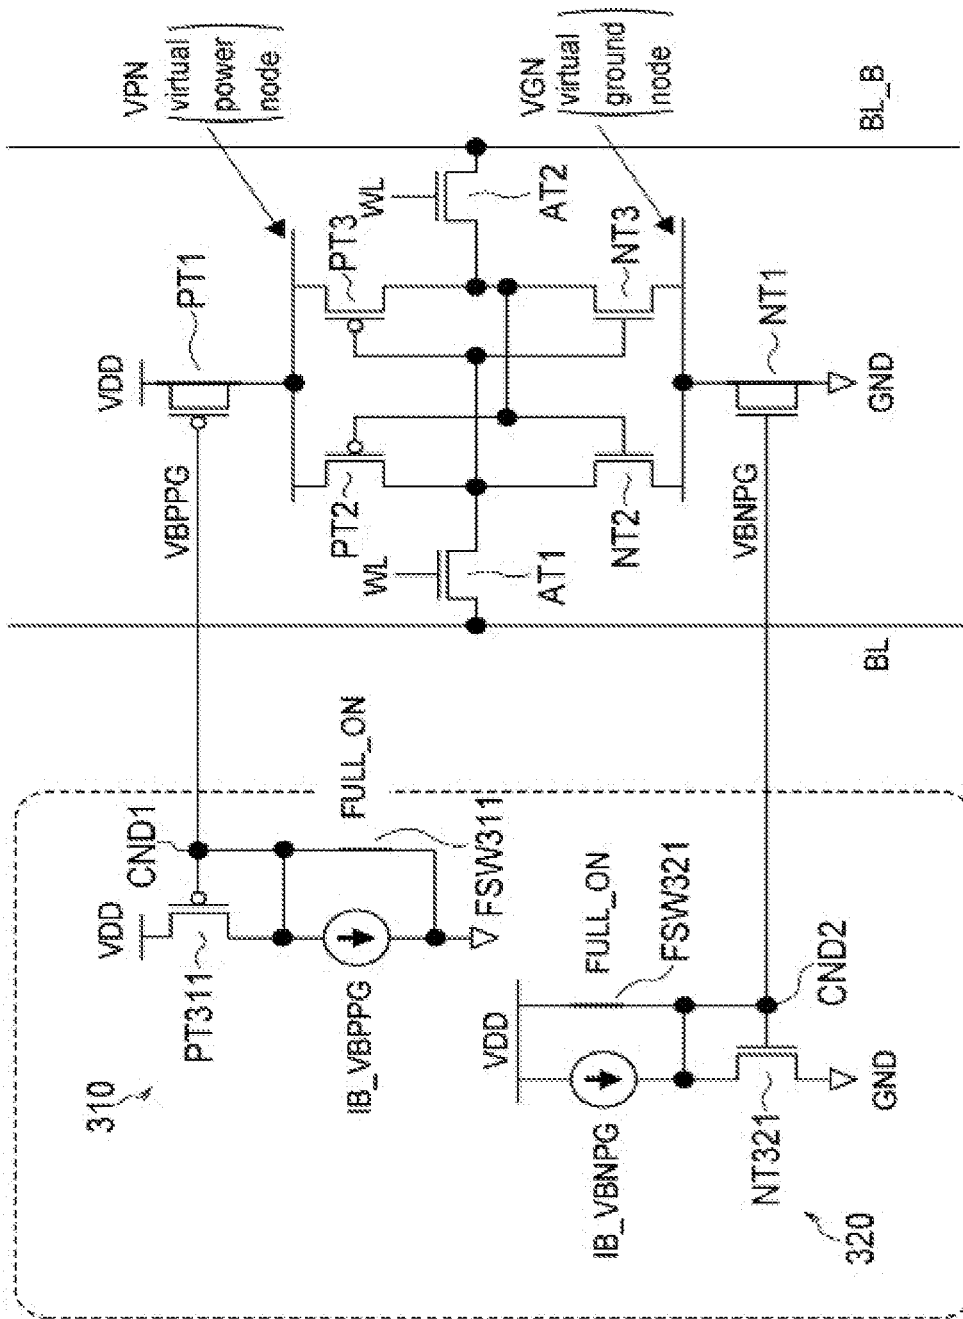 VPN
(virtual
power
node)
VGN
(virtual
ground
node)
BL_B
VDD
PT1
VBPPG
WL
PT3
AT2
PT2
WL
AT1
NT3
NT2
VBNPG
NT1
GND
BL
CND1
VDD
PT311
FULL_ON
FSW311
IB_VBPPG
310
VDD
FULL_ON
FSW321
IB_VBNPG
CND2
NT321
GND
320